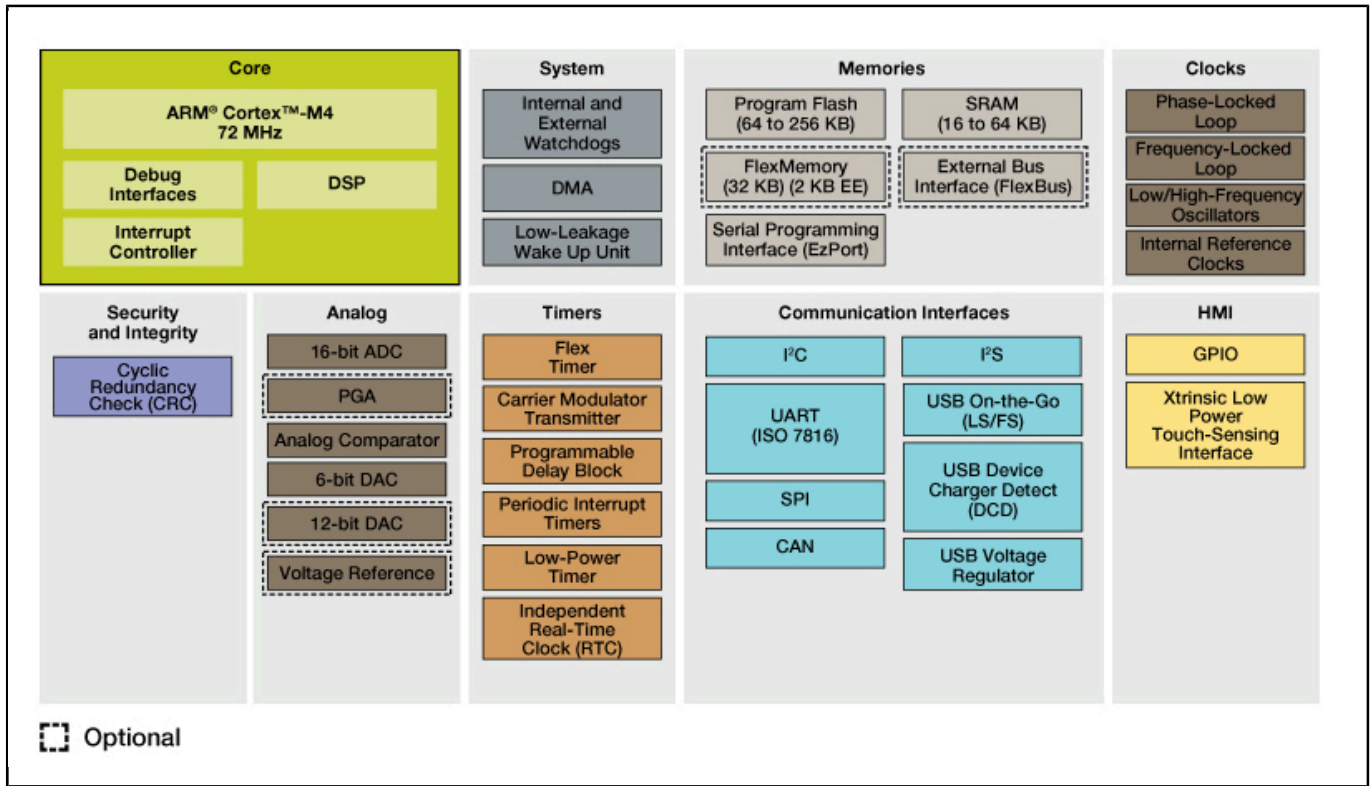 Core
ARM® Cortex™-M4
72 MHz
Debug
Interfaces
DSP
Interrupt
Controller
System
Internal and
External
Watchdogs
DMA
Low-Leakage
Wake Up Unit
Memories
Program Flash
(64 to 256 KB)
SRAM
(16 to 64 KB)
FlexMemory
(32 KB) (2 KB EE)
External Bus
Interface (FlexBus)
Serial Programming
Interface (EzPort)
Clocks
Phase-Locked
Loop
Frequency-Locked
Loop
Low/High-Frequency
Oscillators
Internal Reference
Clocks
Security
and Integrity
Cyclic
Redundancy
Check (CRC)
Analog
16-bit ADC
PGA
Analog Comparator
6-bit DAC
12-bit DAC
Voltage Reference
Timers
Flex
Timer
Carrier Modulator
Transmitter
Programmable
Delay Block
Periodic Interrupt
Timers
Low-Power
Timer
Independent
Real-Time
Clock (RTC)
Communication Interfaces
I²C
UART
(ISO 7816)
SPI
CAN
I²S
USB On-the-Go
(LS/FS)
USB Device
Charger Detect
(DCD)
USB Voltage
Regulator
HMI
GPIO
Xtrinsic Low
Power
Touch-Sensing
Interface
Optional